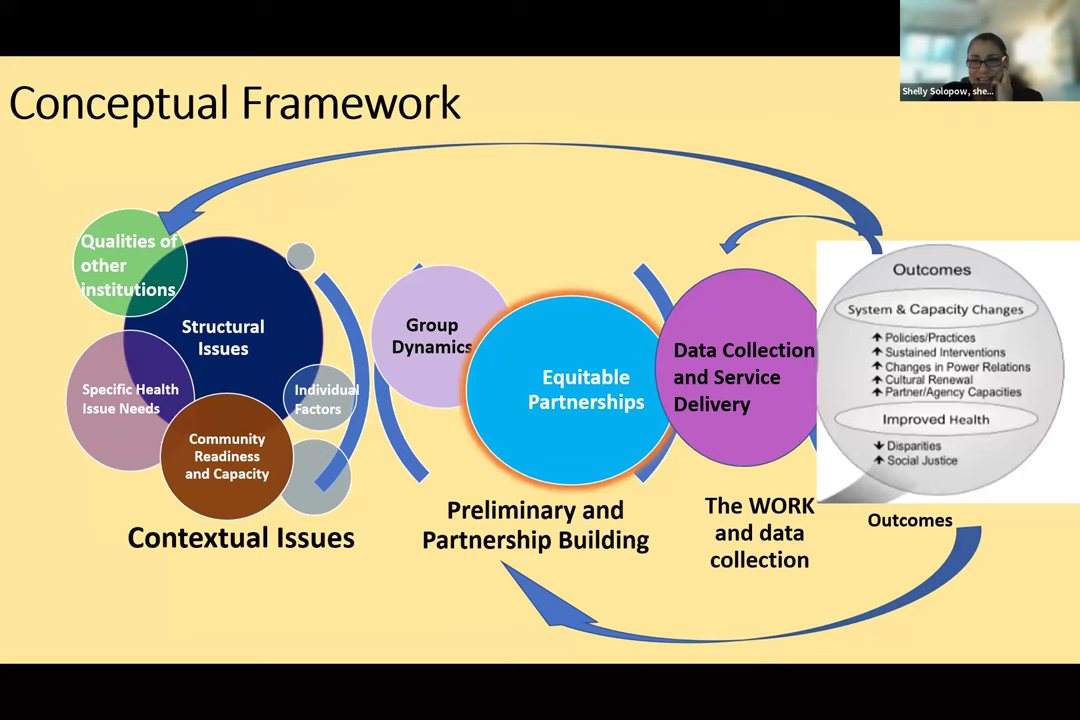 Shelly Solopow, she...
Conceptual Framework
Qualities of
other
institutions
Structural
Issues
Specific Health
Issue Needs
Individual
Factors
Community
Readiness
and Capacity
Contextual Issues
Group
Dynamics
Equitable
Partnerships
Preliminary and
Partnership Building
Data Collection
and Service
Delivery
The WORK
and data
collection
Outcomes
System & Capacity Changes
Policies/Practices
Sustained Interventions
Changes in Power Relations
Cultural Renewal
Partner/Agency Capacities
Improved Health
Disparities
Social Justice
Outcomes